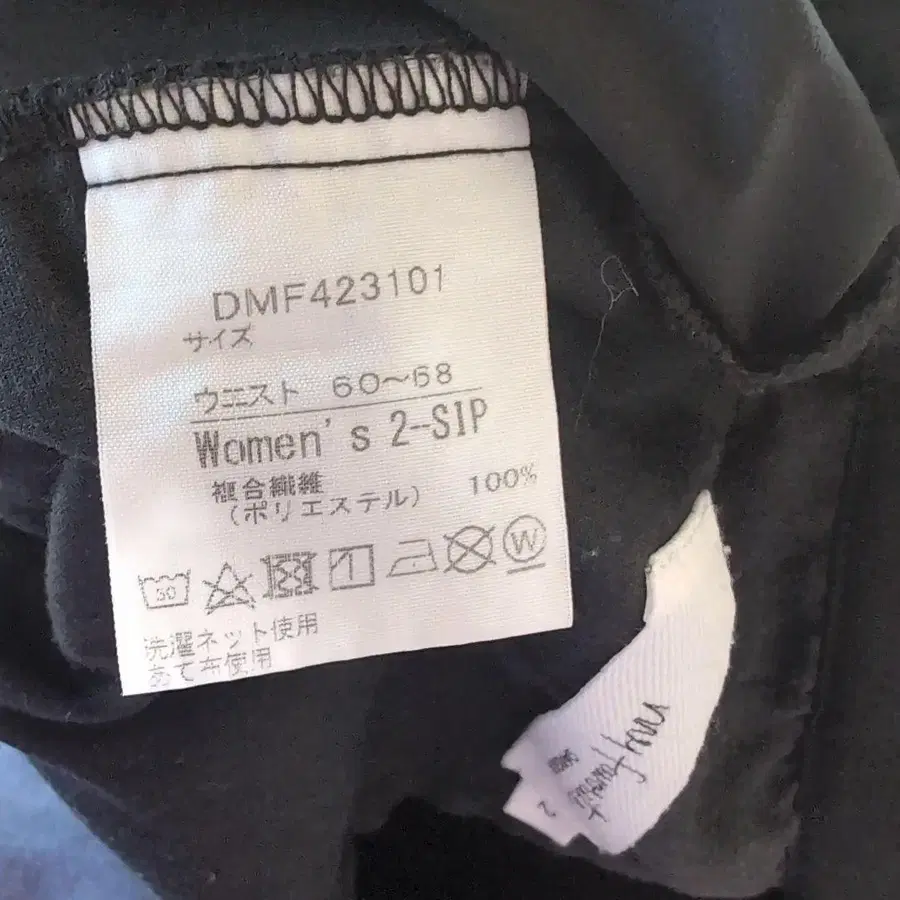 DMF423101
サイズ
ウエスト 60～68
Women's 2-SIP
複合繊維
(ポリエステル) 100%
30
W
洗濯ネット使用
あて布使用
2